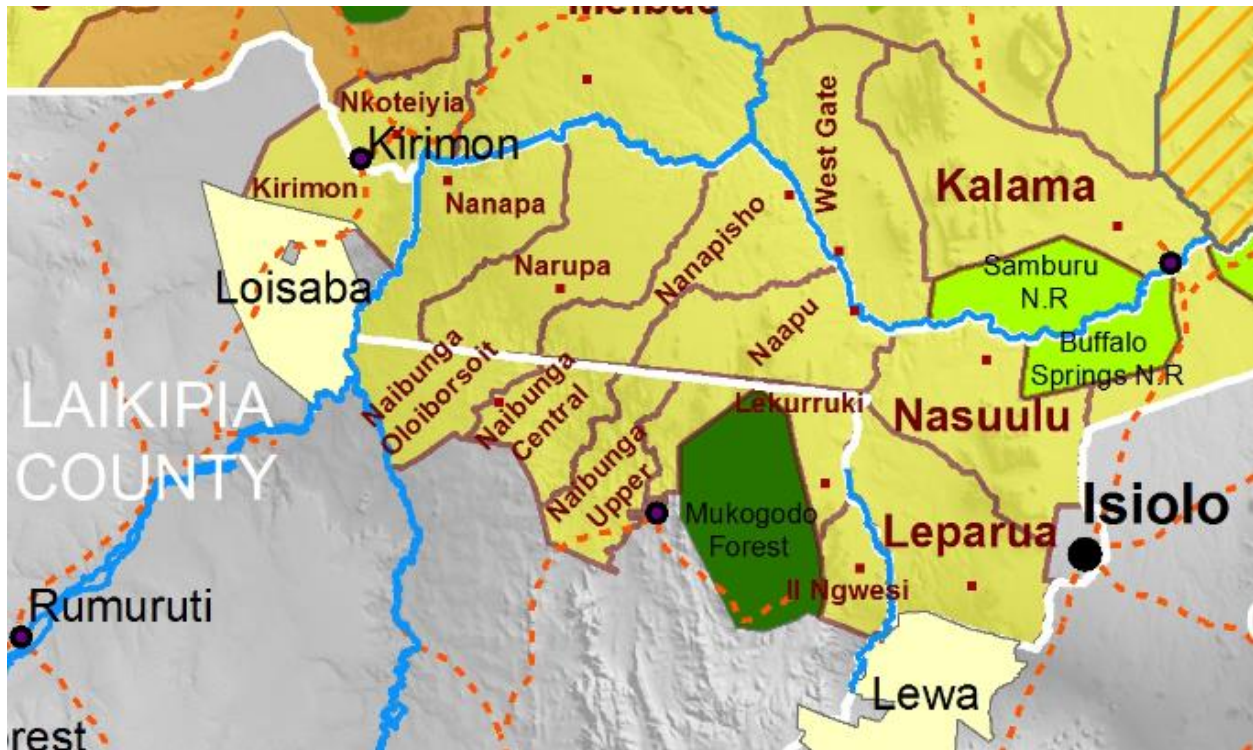 Meibae
Nkoteiyia
Kirimon
Kirimon
Nanapa
West Gate
Kalama
Loisaba
Narupa
Nanapisho
Samburu
N.R
Naapu
Buffalo
Springs N.R
LAIKIPIA
COUNTY
Naibunga
Oloiborsoit
Naibunga
Central
Naibunga
Upper
Lekurruki
Nasuulu
Mukogodo
Forest
Isiolo
Leparua
Il Ngwesi
Rumuruti
Lewa
rest